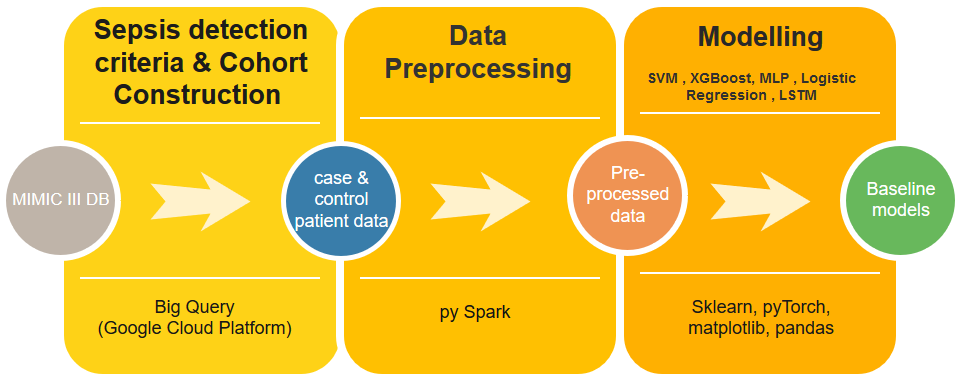 Sepsis detection
criteria & Cohort
Construction
Data
Preprocessing
Modelling
SVM , XGBoost, MLP , Logistic
Regression , LSTM
MIMIC III DB
case &
control
patient data
Pre-
processed
data
Baseline
models
Big Query
(Google Cloud Platform)
py Spark
Sklearn, pyTorch,
matplotlib, pandas